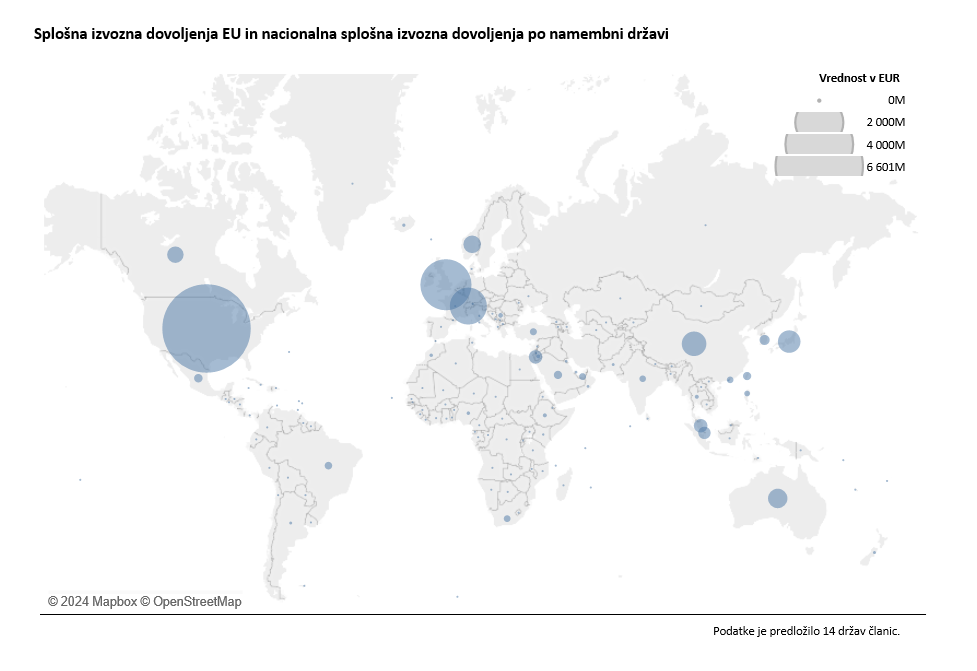 Splošna izvozna dovoljenja EU in nacionalna splošna izvozna dovoljenja po namembni državi
Vrednost v EUR
0M
2 000M
4 000M
6 601M
© 2024 Mapbox © OpenStreetMap
Podatke je predložilo 14 držav članic.